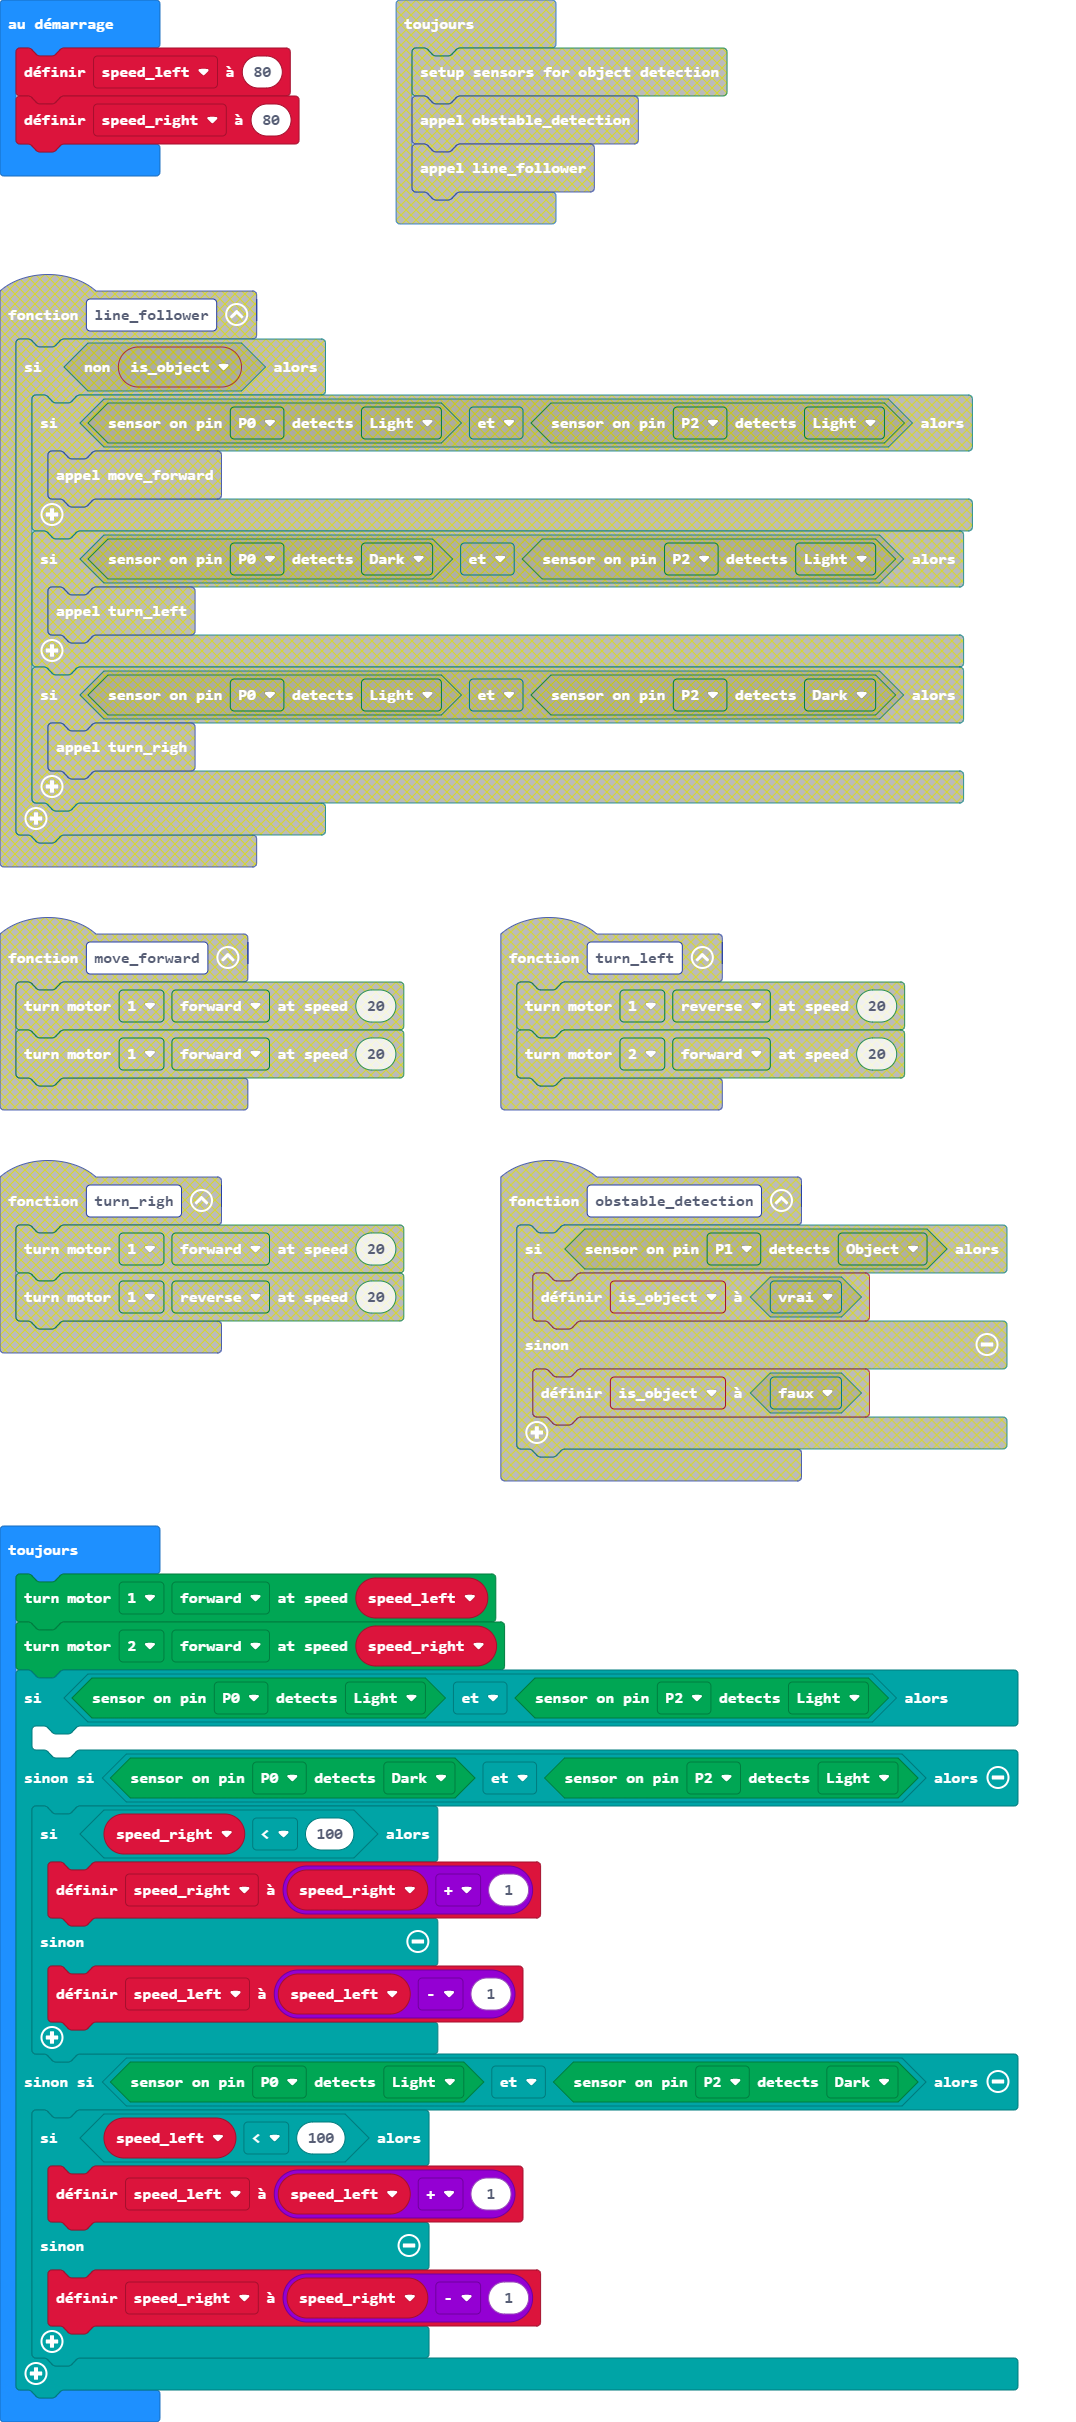 au démarrage
définir speed_left à 80
définir speed_right à 80
toujours
setup sensors for object detection
appel obstable_detection
appel line_follower
fonction line_follower
si non is_object alors
si sensor on pin P0 detects Light et sensor on pin P2 detects Light alors
appel move_forward
si sensor on pin P0 detects Dark et sensor on pin P2 detects Light alors
appel turn_left
si sensor on pin P0 detects Light et sensor on pin P2 detects Dark alors
appel turn_righ
fonction move_forward
turn motor 1 forward at speed 20
turn motor 1 forward at speed 20
fonction turn_left
turn motor 1 reverse at speed 20
turn motor 2 forward at speed 20
fonction turn_righ
turn motor 1 forward at speed 20
turn motor 1 reverse at speed 20
fonction obstable_detection
si sensor on pin P1 detects Object alors
définir is_object à vrai
sinon
définir is_object à faux
toujours
turn motor 1 forward at speed speed_left
turn motor 2 forward at speed speed_right
si sensor on pin P0 detects Light et sensor on pin P2 detects Light alors
sinon si sensor on pin P0 detects Dark et sensor on pin P2 detects Light alors
si speed_right < 100 alors
définir speed_right à speed_right + 1
sinon
définir speed_left à speed_left - 1
sinon si sensor on pin P0 detects Light et sensor on pin P2 detects Dark alors
si speed_left < 100 alors
définir speed_left à speed_left + 1
sinon
définir speed_right à speed_right - 1